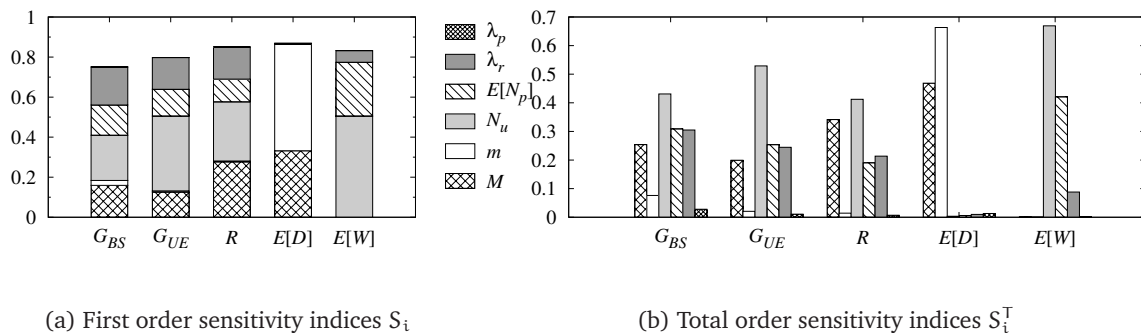 1
0.8
0.6
0.4
0.2
0
G_BS G_UE R E[D] E[W]
λ_p
λ_r
E[N_p]
N_u
m
M
0.7
0.6
0.5
0.4
0.3
0.2
0.1
0
G_BS G_UE R E[D] E[W]
(a) First order sensitivity indices S_i
(b) Total order sensitivity indices S_i^T